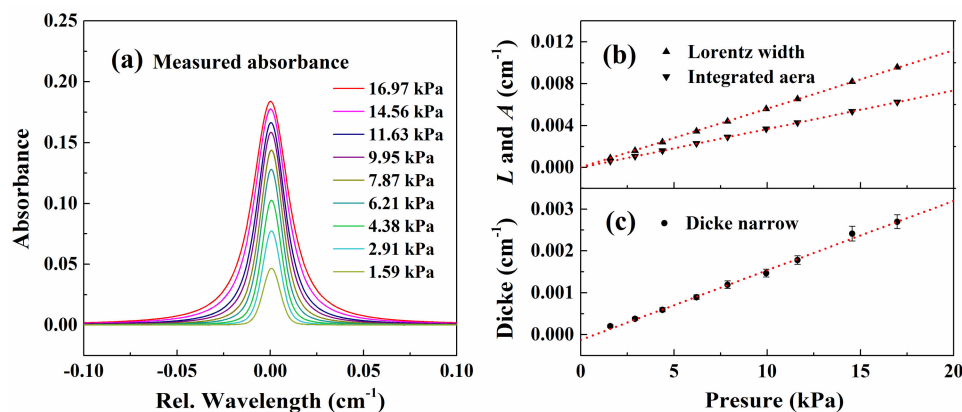 0.25
0.20
0.15
0.10
0.05
0.00
Absorbance
(a) Measured absorbance
16.97 kPa
14.56 kPa
11.63 kPa
9.95 kPa
7.87 kPa
6.21 kPa
4.38 kPa
2.91 kPa
1.59 kPa
-0.10 -0.05 0.00 0.05 0.10
Rel. Wavelength (cm-1)
0.012
0.008
0.004
0.000
L and A (cm-1)
(b)
Lorentz width
Integrated aera
0.003
0.002
0.001
0.000
Dicke (cm-1)
(c)
Dicke narrow
0 5 10 15 20
Presure (kPa)